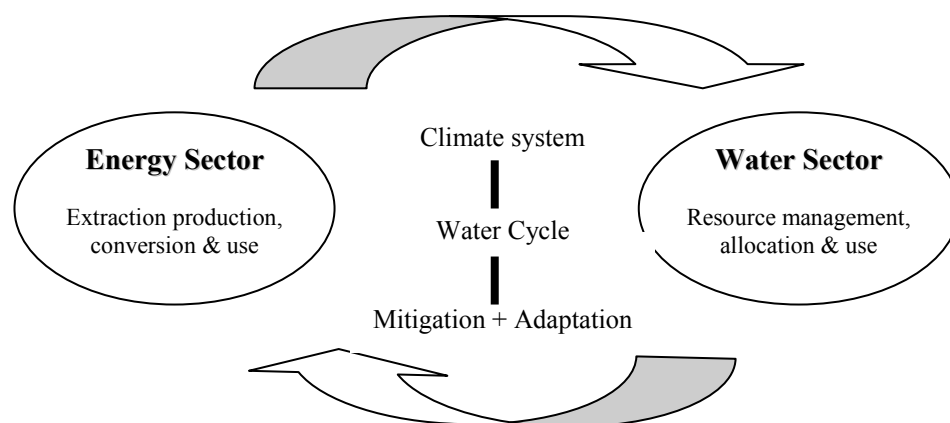 Energy Sector
Extraction production,
conversion & use
Climate system
Water Cycle
Mitigation + Adaptation
Water Sector
Resource management,
allocation & use